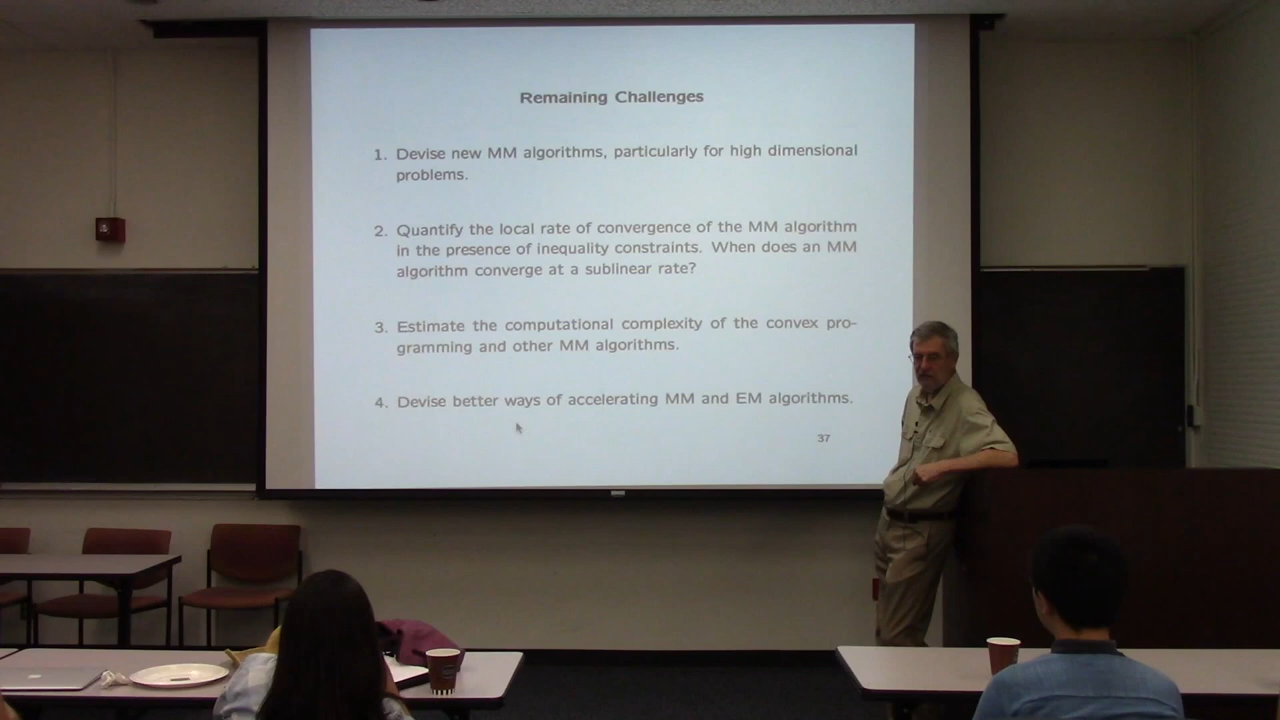 Remaining Challenges
1. Devise new MM algorithms, particularly for high dimensional
problems.
2. Quantify the local rate of convergence of the MM algorithm
in the presence of inequality constraints. When does an MM
algorithm converge at a sublinear rate?
3. Estimate the computational complexity of the convex pro-
gramming and other MM algorithms.
4. Devise better ways of accelerating MM and EM algorithms.
37